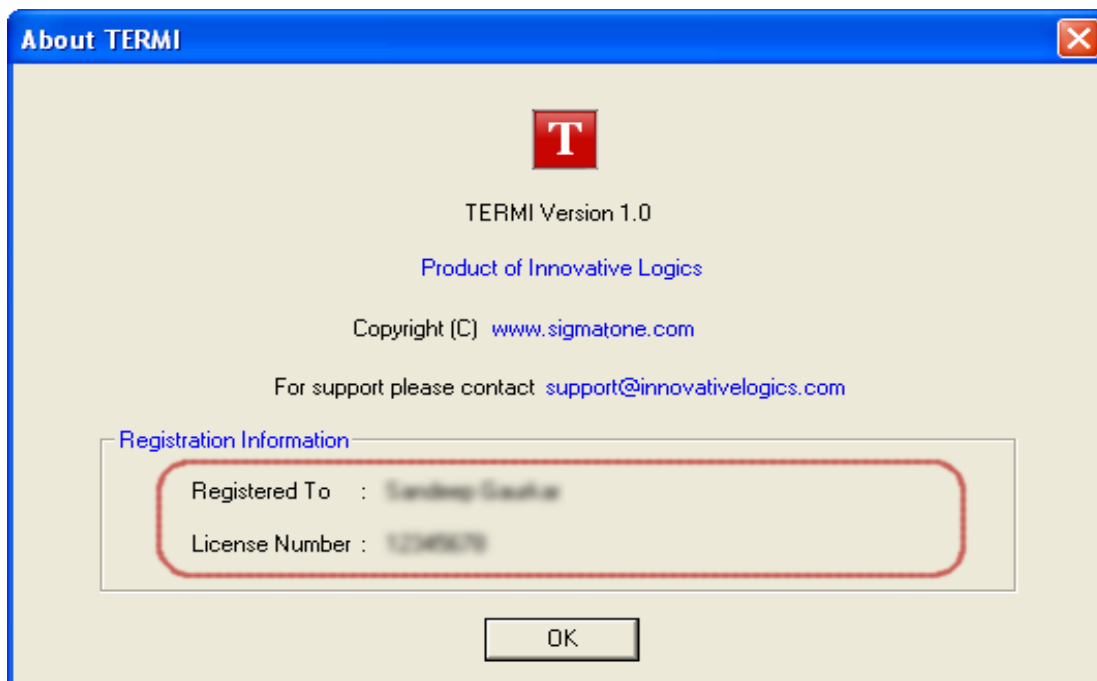 About TERMI
T
TERMI Version 1.0
Product of Innovative Logics
Copyright (C) www.sigmatone.com
For support please contact support@innovativelogics.com
Registration Information
Registered To :
License Number :
OK